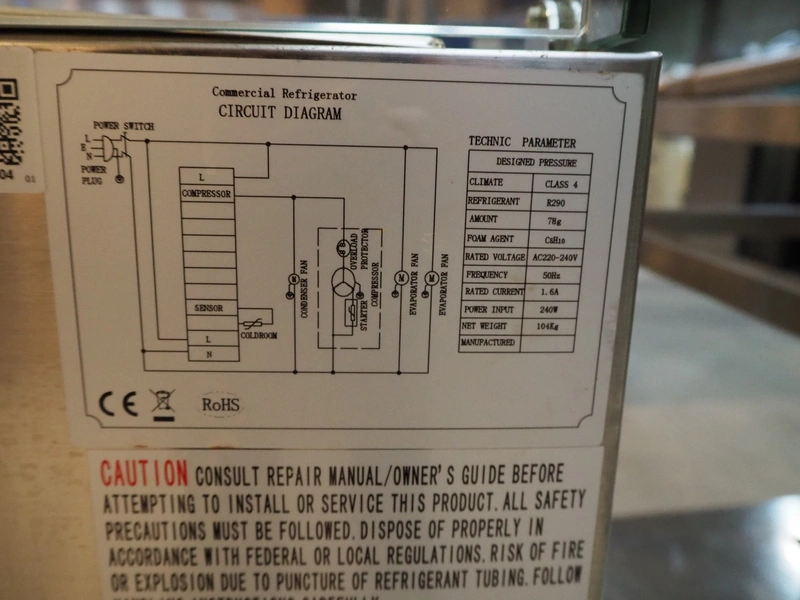 04 01
Commercial Refrigerator
CIRCUIT DIAGRAM
POWER SWITCH
L
E
N
POWER
PLUG
L
COMPRESSOR
SENSOR
L
N
COLDROOM
M
CONDENSER FAN
OVERLOAD
PROTECTOR
STARTER
COMPRESSOR
M
EVAPORATOR FAN
M
EVAPORATOR FAN
TECHNIC PARAMETER
DESIGNED PRESSURE
CLIMATE CLASS 4
REFRIGERANT R290
AMOUNT 78g
FOAM AGENT C5H10
RATED VOLTAGE AC220-240V
FREQUENCY 50Hz
RATED CURRENT 1.6A
POWER INPUT 240W
NET WEIGHT 104Kg
MANUFACTURED
CE RoHS
CAUTION CONSULT REPAIR MANUAL/OWNER'S GUIDE BEFORE
ATTEMPTING TO INSTALL OR SERVICE THIS PRODUCT. ALL SAFETY
PRECAUTIONS MUST BE FOLLOWED. DISPOSE OF PROPERLY IN
ACCORDANCE WITH FEDERAL OR LOCAL REGULATIONS. RISK OF FIRE
OR EXPLOSION DUE TO PUNCTURE OF REFRIGERANT TUBING. FOLLOW